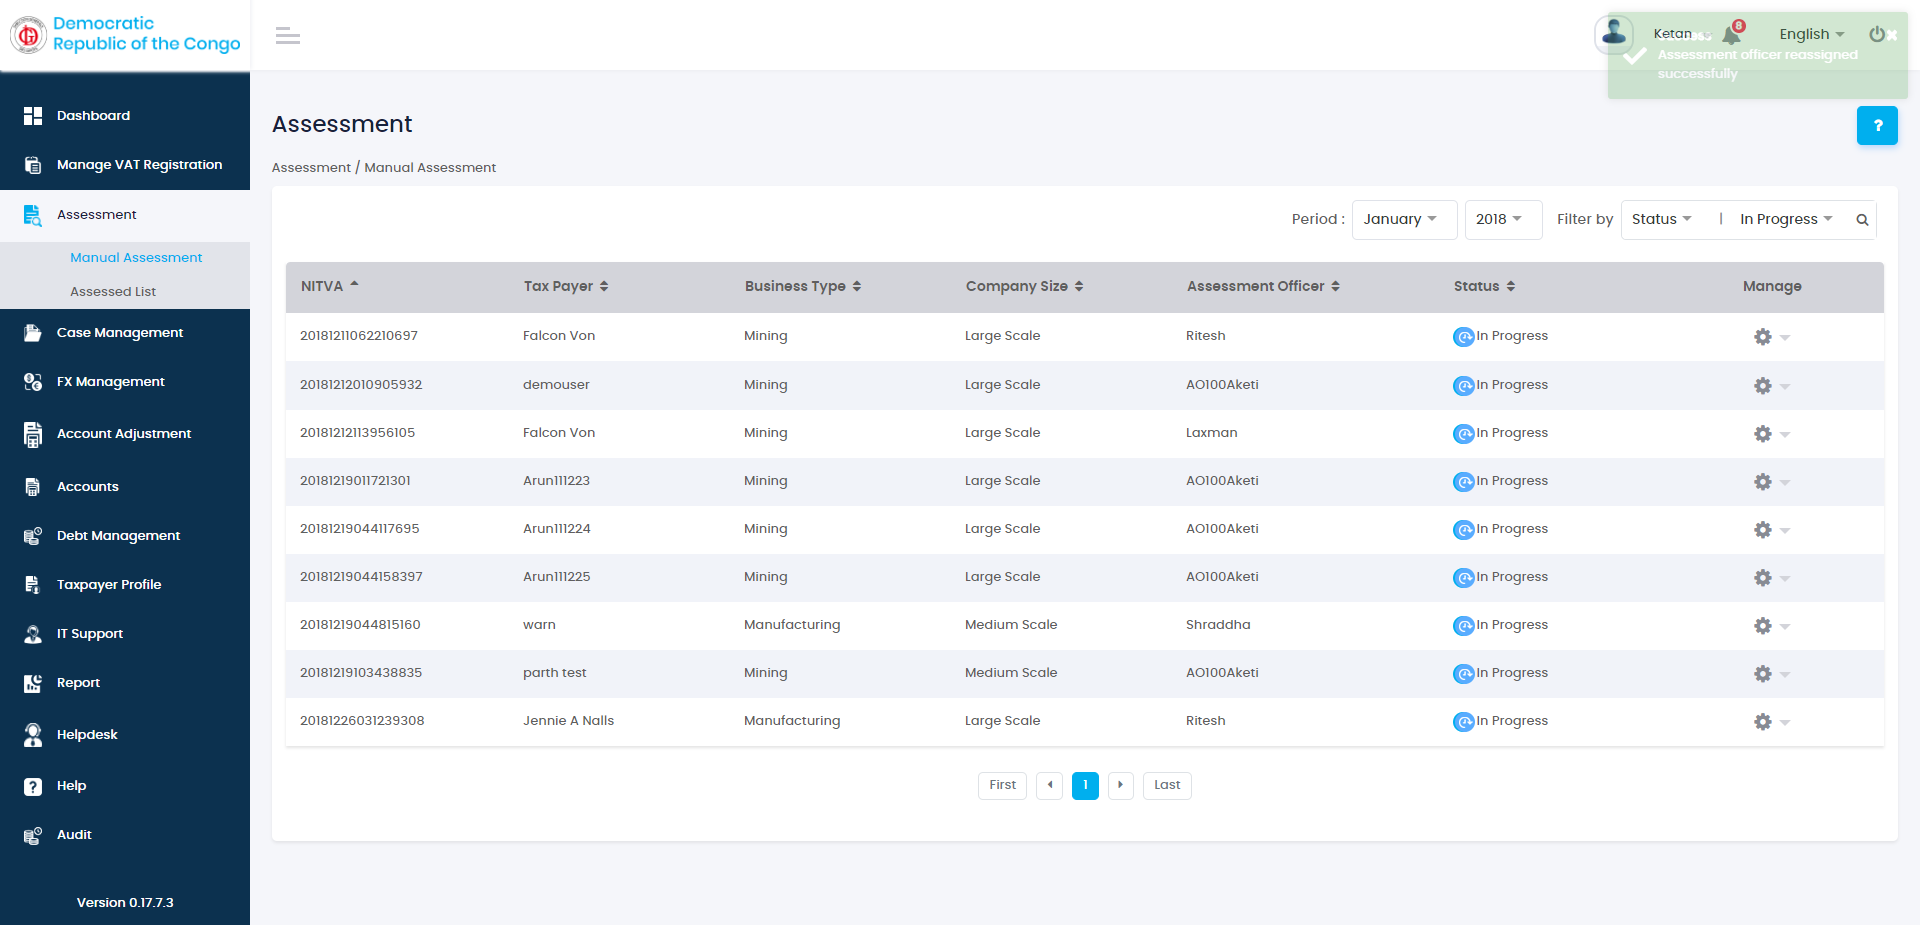 Democratic
Republic of the Congo
Ketan
8
English
Assessment officer reassigned
successfully
Dashboard
Manage VAT Registration
Assessment
Manual Assessment
Assessed List
Case Management
FX Management
Account Adjustment
Accounts
Debt Management
Taxpayer Profile
IT Support
Report
Helpdesk
Help
Audit
Version 0.17.7.3
Assessment
?
Assessment / Manual Assessment
Period : January 2018 Filter by Status | In Progress
NITVA Tax Payer Business Type Company Size Assessment Officer Status Manage
20181211062210697 Falcon Von Mining Large Scale Ritesh In Progress
20181212010905932 demouser Mining Large Scale AO100Aketi In Progress
20181212113956105 Falcon Von Mining Large Scale Laxman In Progress
20181219011721301 Arun111223 Mining Large Scale AO100Aketi In Progress
20181219044117695 Arun111224 Mining Large Scale AO100Aketi In Progress
20181219044158397 Arun111225 Mining Large Scale AO100Aketi In Progress
20181219044815160 warn Manufacturing Medium Scale Shraddha In Progress
20181219103438835 parth test Mining Medium Scale AO100Aketi In Progress
20181226031239308 Jennie A Nalls Manufacturing Large Scale Ritesh In Progress
First 1 Last